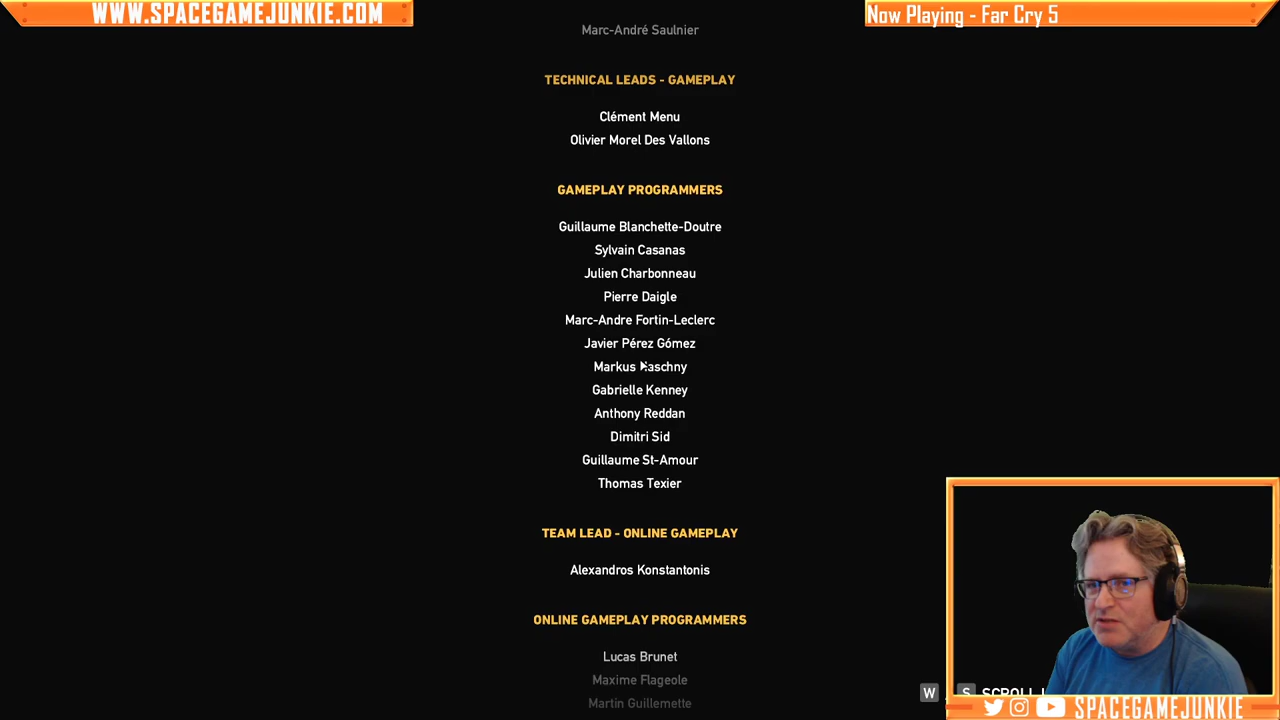 WWW.SPACEGAMEJUNKIE.COM
Now Playing - Far Cry 5
Marc-André Saulnier
TECHNICAL LEADS - GAMEPLAY
Clément Menu
Olivier Morel Des Vallons
GAMEPLAY PROGRAMMERS
Guillaume Blanchette-Doutre
Sylvain Casanas
Julien Charbonneau
Pierre Daigle
Marc-Andre Fortin-Leclerc
Javier Pérez Gómez
Markus
Gabrielle Kenney
Anthony Reddan
Dimitri Sid
Guillaume St-Amour
Thomas Texier
TEAM LEAD - ONLINE GAMEPLAY
Alexandros Konstantonis
ONLINE GAMEPLAY PROGRAMMERS
Lucas Brunet
Maxime Flageole
Martin Guillemette
W S SCROLL
SPACEGAMEJUNKIE